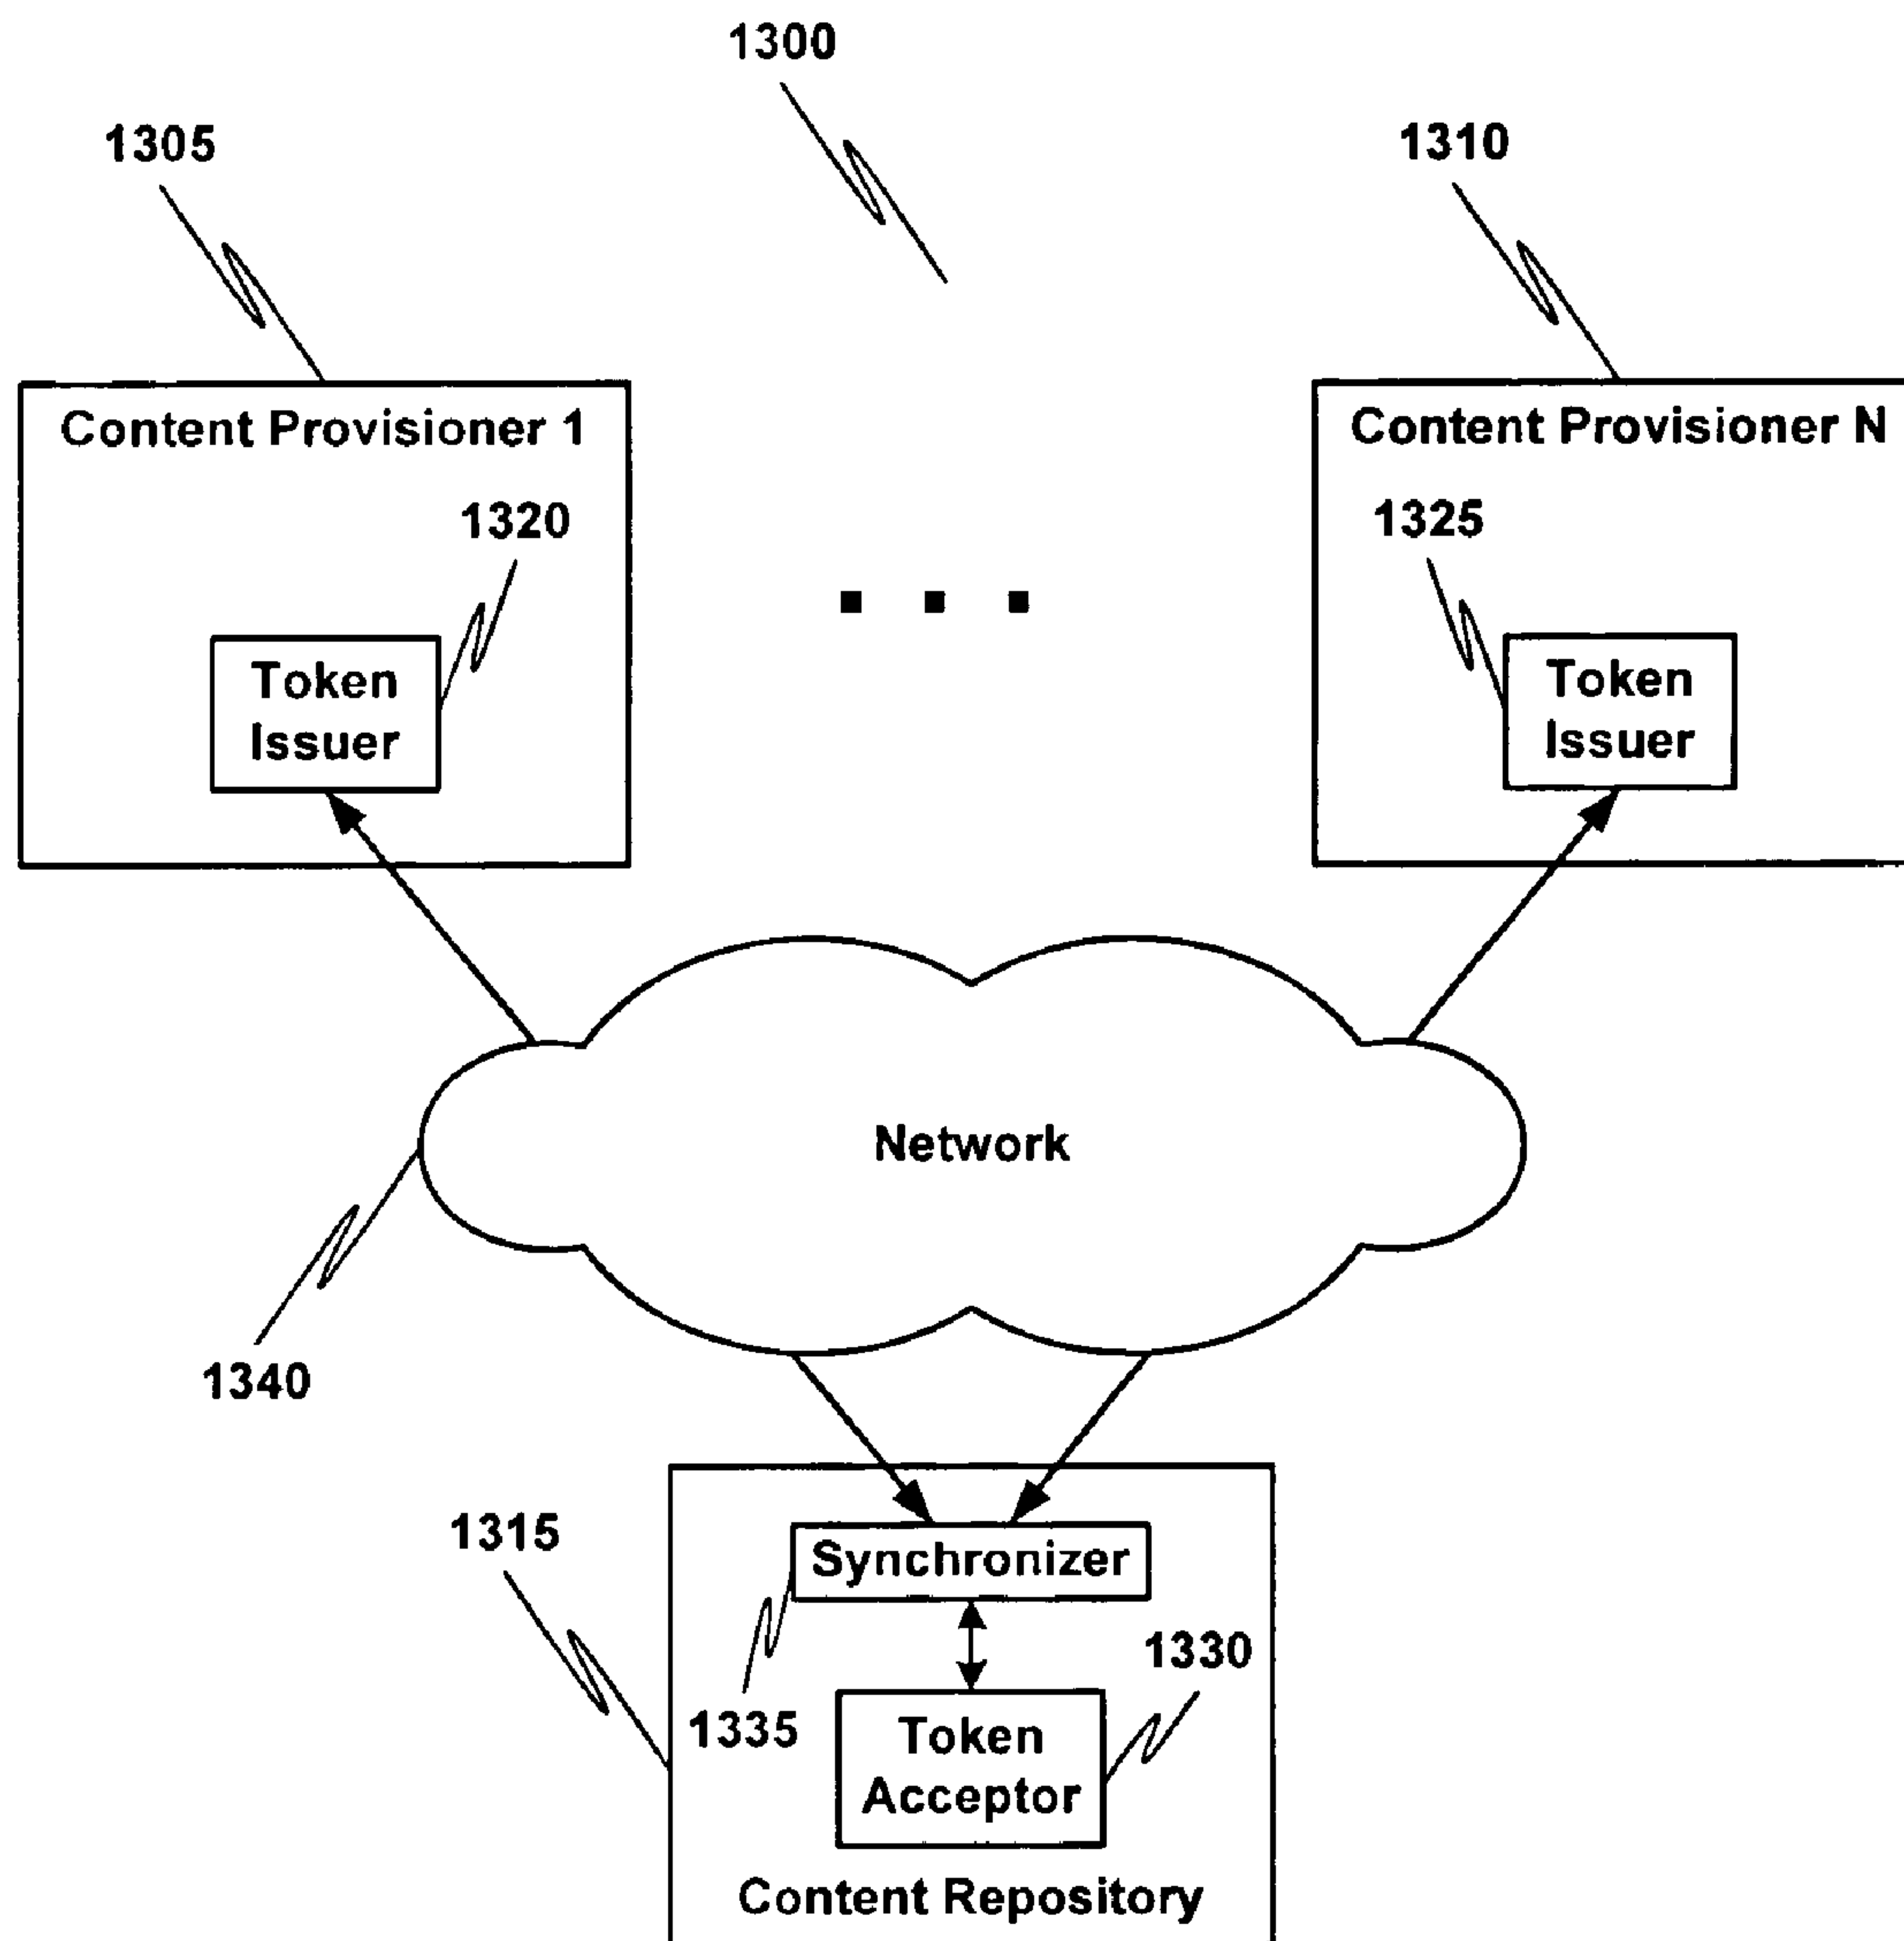 1300
1305
1310
Content Provisioner 1
Content Provisioner N
1320
1325
Token
Issuer
Token
Issuer
Network
1340
1315
Synchronizer
1330
1335
Token
Acceptor
Content Repository